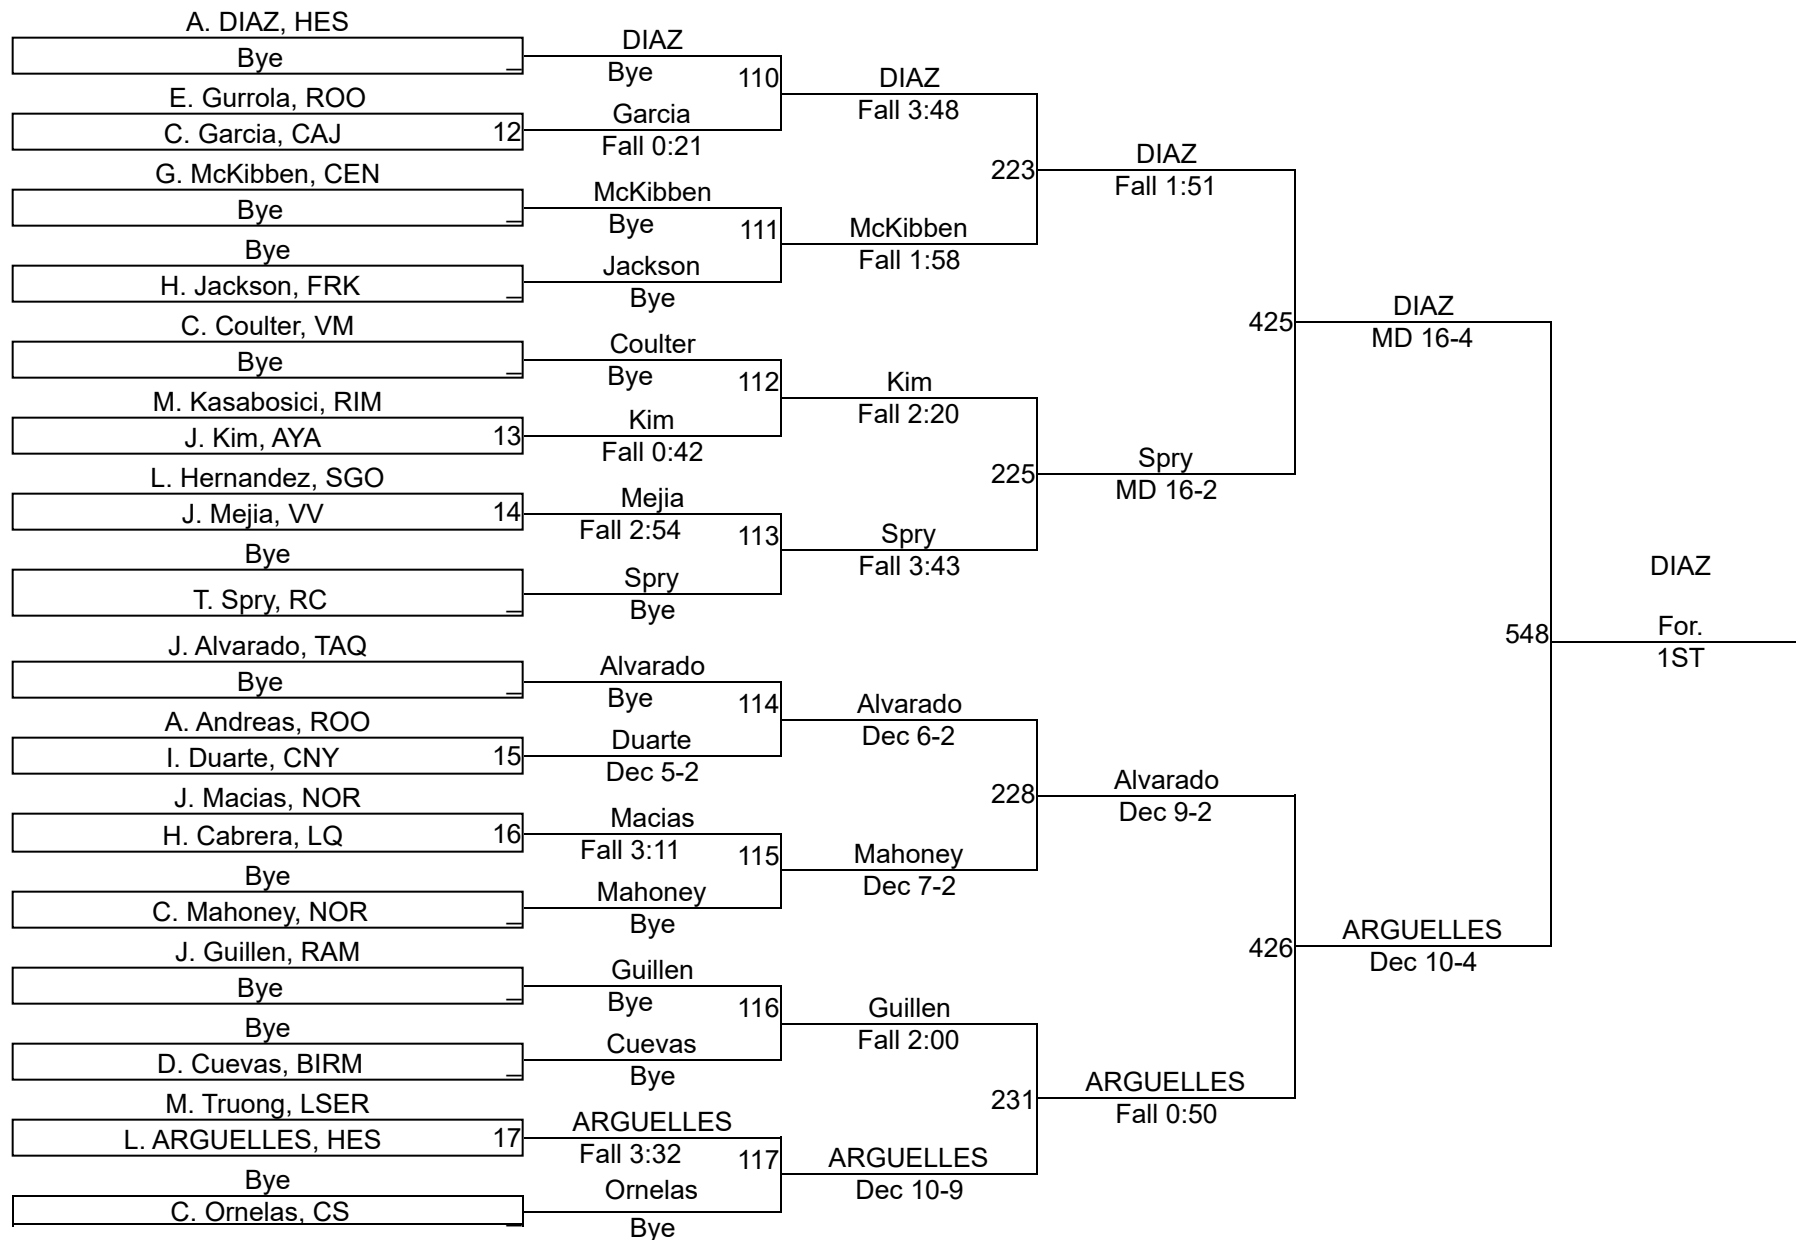 A. DIAZ, HES
Bye _
E. Gurrola, ROO
C. Garcia, CAJ 12
G. McKibben, CEN
Bye _
Bye
H. Jackson, FRK _
C. Coulter, VM
Bye _
M. Kasabosici, RIM
J. Kim, AYA 13
L. Hernandez, SGO
J. Mejia, VV 14
Bye
T. Spry, RC _
J. Alvarado, TAQ
Bye _
A. Andreas, ROO
I. Duarte, CNY 15
J. Macias, NOR
H. Cabrera, LQ 16
Bye
C. Mahoney, NOR _
J. Guillen, RAM
Bye _
Bye
D. Cuevas, BIRM _
M. Truong, LSER
L. ARGUELLES, HES 17
Bye
C. Ornelas, CS _
DIAZ
Bye
110
Garcia
Fall 0:21
McKibben
Bye
111
Jackson
Bye
Coulter
Bye
112
Kim
Fall 0:42
Mejia
Fall 2:54
113
Spry
Bye
Alvarado
Bye
114
Duarte
Dec 5-2
Macias
Fall 3:11
115
Mahoney
Bye
Guillen
Bye
116
Cuevas
Bye
ARGUELLES
Fall 3:32
117
Ornelas
Bye
DIAZ
Fall 3:48
223
McKibben
Fall 1:58
Kim
Fall 2:20
225
Spry
Fall 3:43
Alvarado
Dec 6-2
228
Mahoney
Dec 7-2
Guillen
Fall 2:00
231
ARGUELLES
Dec 10-9
DIAZ
Fall 1:51
425
Spry
MD 16-2
Alvarado
Dec 9-2
426
ARGUELLES
Fall 0:50
DIAZ
MD 16-4
548
ARGUELLES
Dec 10-4
DIAZ
For.
1ST